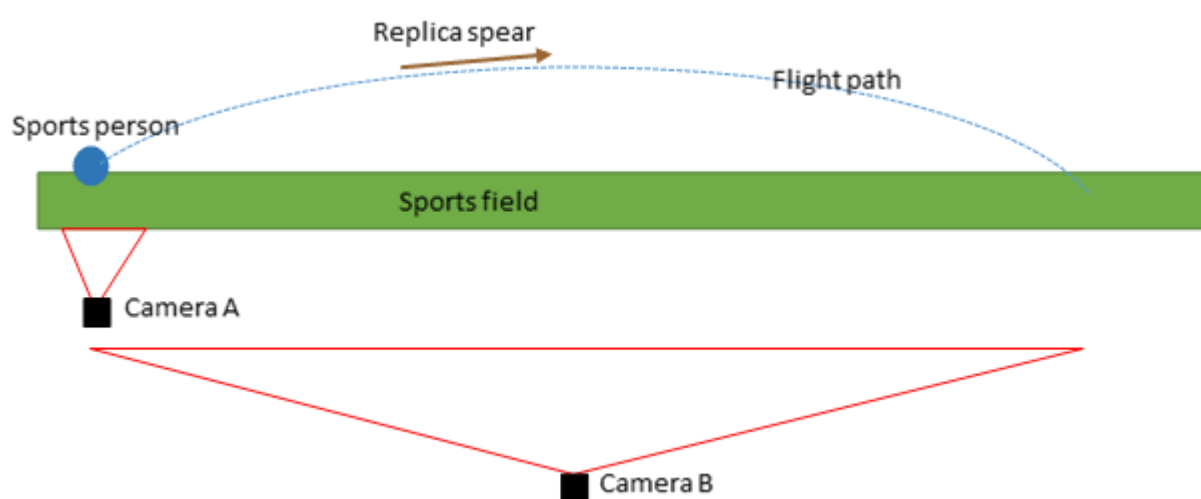 Replica spear
Flight path
Sports person
Sports field
Camera A
Camera B